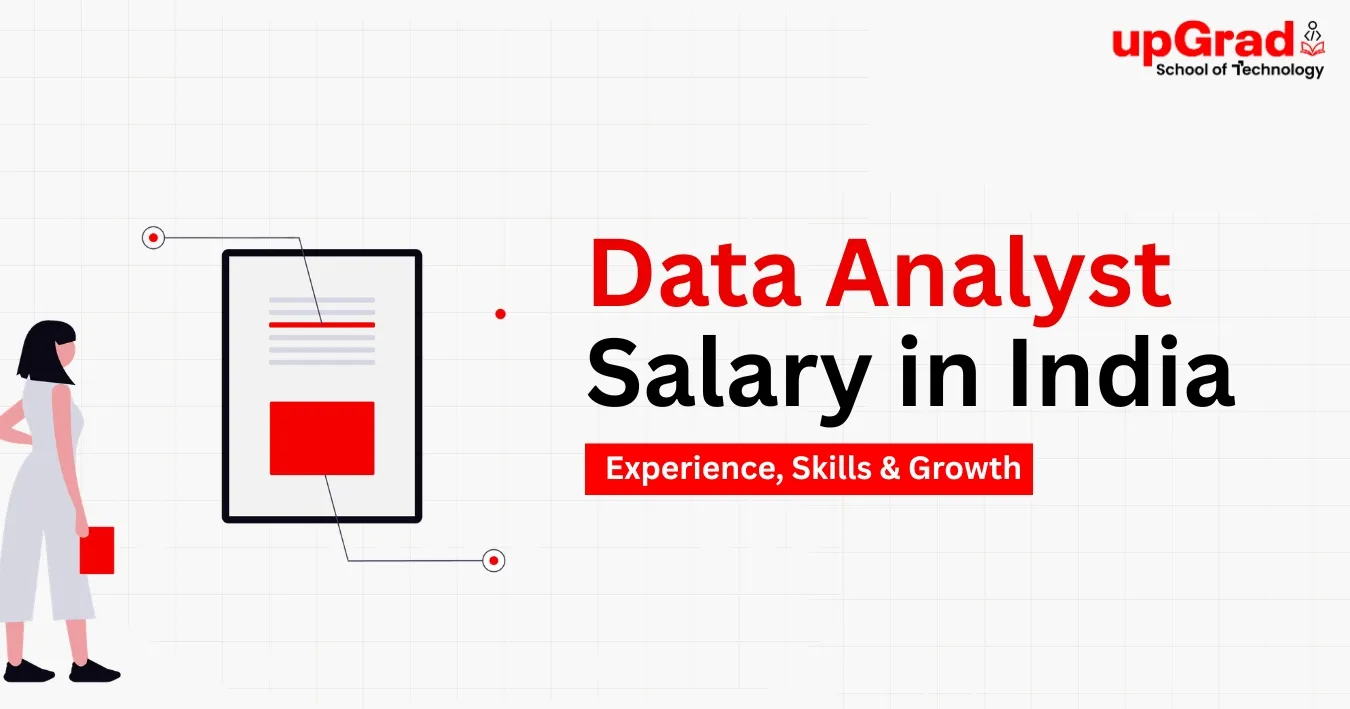 upGrad
School of Technology
Data Analyst
Salary in India
Experience, Skills & Growth